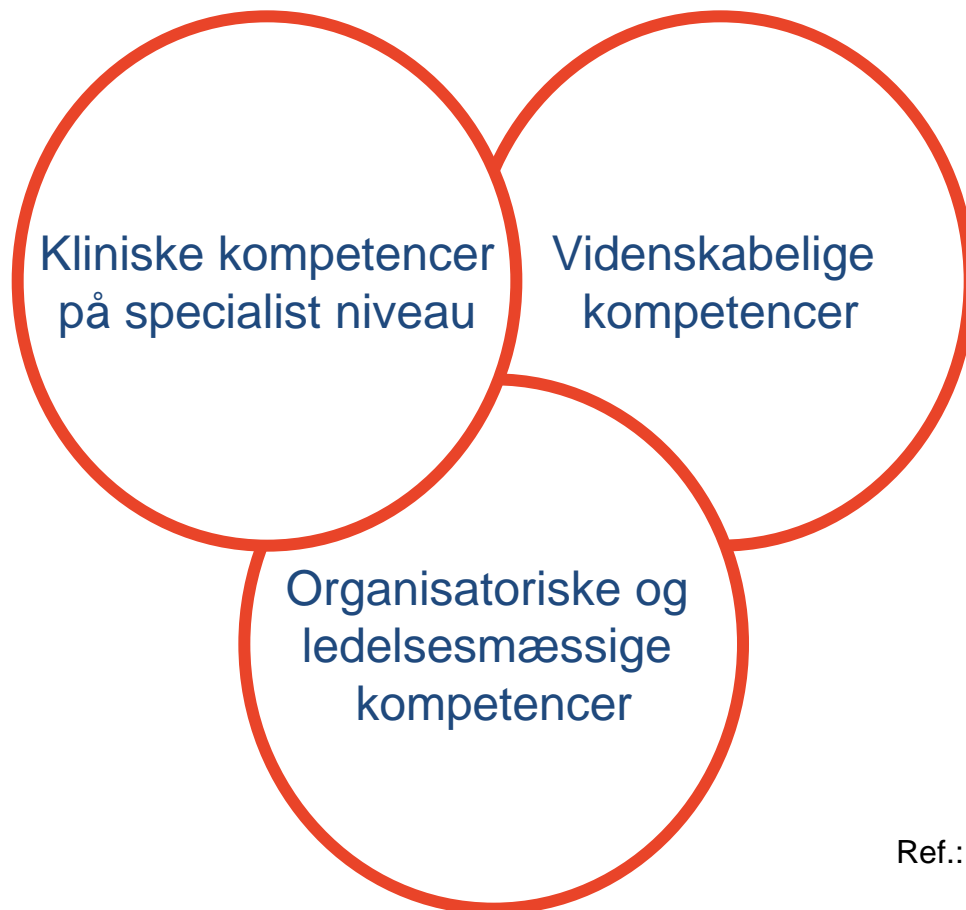 Kliniske kompetencer
på specialist niveau
Videnskabelige
kompetencer
Organisatoriske og
ledelsesmæssige
kompetencer
Ref.: